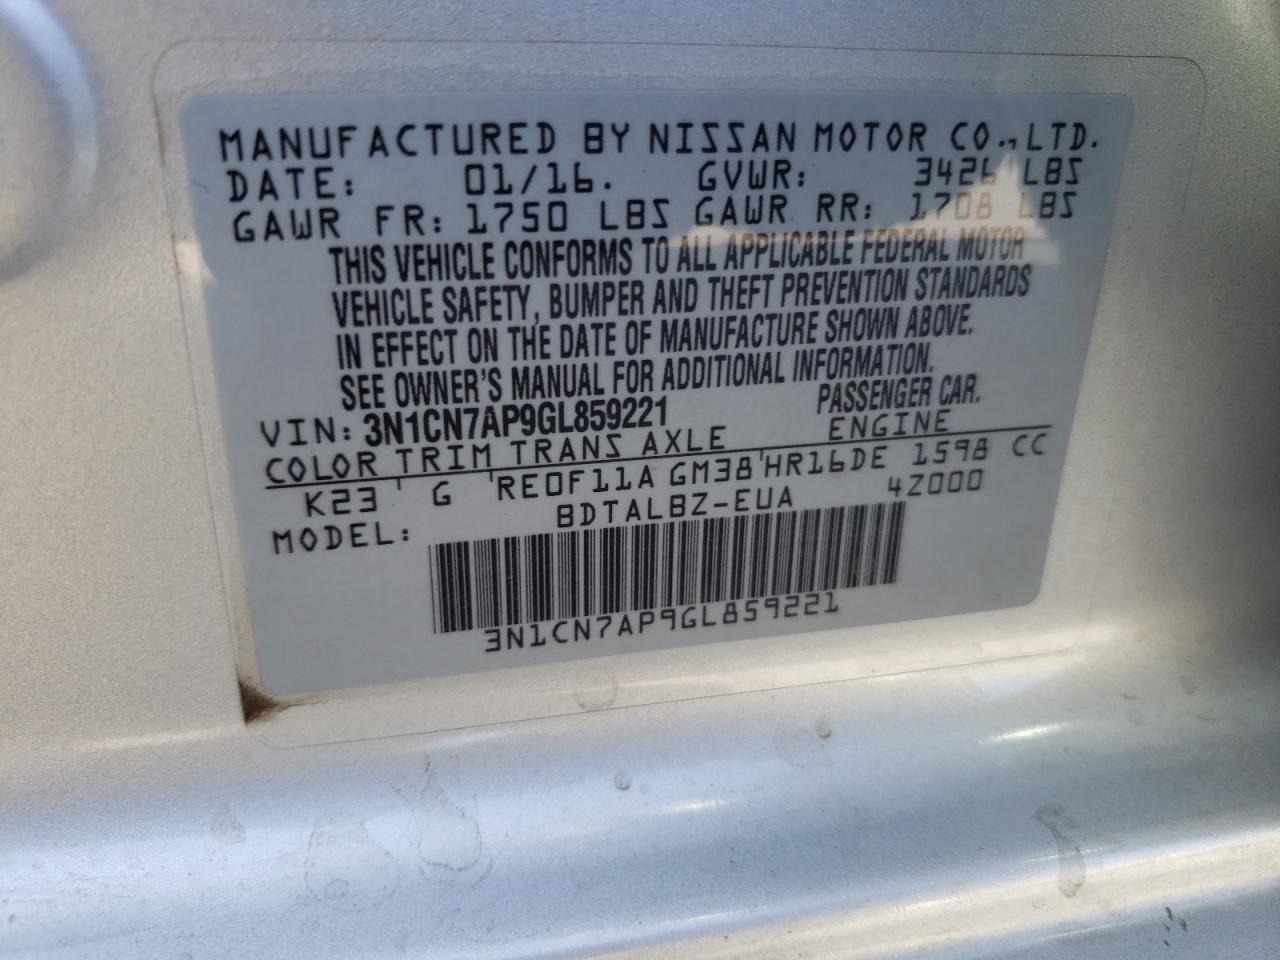 MANUFACTURED BY NISSAN MOTOR CO., LTD.
DATE: 01/16. GVWR: 3426 LBS
GAWR FR: 1750 LBS GAWR RR: 1708 LBS
THIS VEHICLE CONFORMS TO ALL APPLICABLE FEDERAL MOTOR
VEHICLE SAFETY, BUMPER AND THEFT PREVENTION STANDARDS
IN EFFECT ON THE DATE OF MANUFACTURE SHOWN ABOVE.
SEE OWNER'S MANUAL FOR ADDITIONAL INFORMATION.
VIN: 3N1CN7AP9GL859221 PASSENGER CAR.
COLOR TRIM TRANS AXLE ENGINE
K23 ' G 'RE0F11A GM38'HR16DE 1598 CC
MODEL: BDTALBZ-EUA 4Z000
3N1CN7AP9GL859221